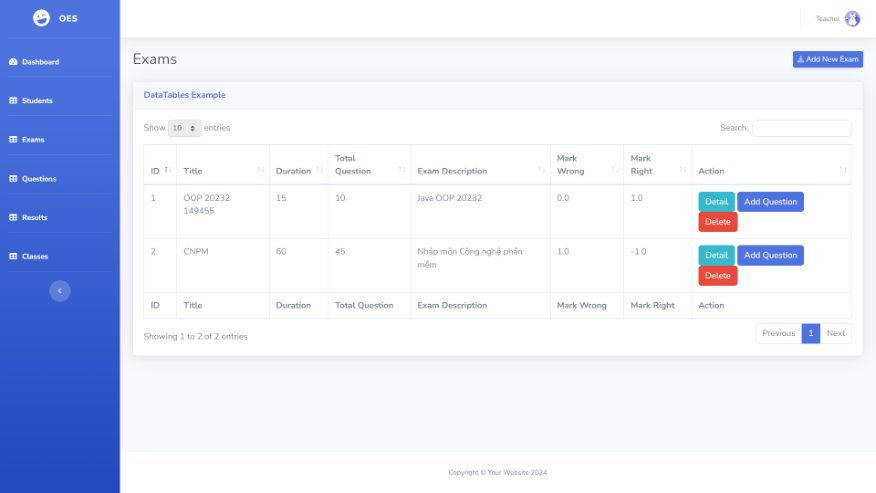 OES
Teacher
Dashboard
Students
Exams
Questions
Results
Classes
Exams
Add New Exam
DataTables Example
Show 10 entries
Search:
ID Title Duration Total Question Exam Description Mark Wrong Mark Right Action
1 OOP 20232 149455 15 10 Java OOP 20232 0.0 1.0 Detail Add Question Delete
2 CNPM 60 45 Nhập môn Công nghệ phần mềm 1.0 -1.0 Detail Add Question Delete
ID Title Duration Total Question Exam Description Mark Wrong Mark Right Action
Showing 1 to 2 of 2 entries
Previous 1 Next
Copyright © Your Website 2024